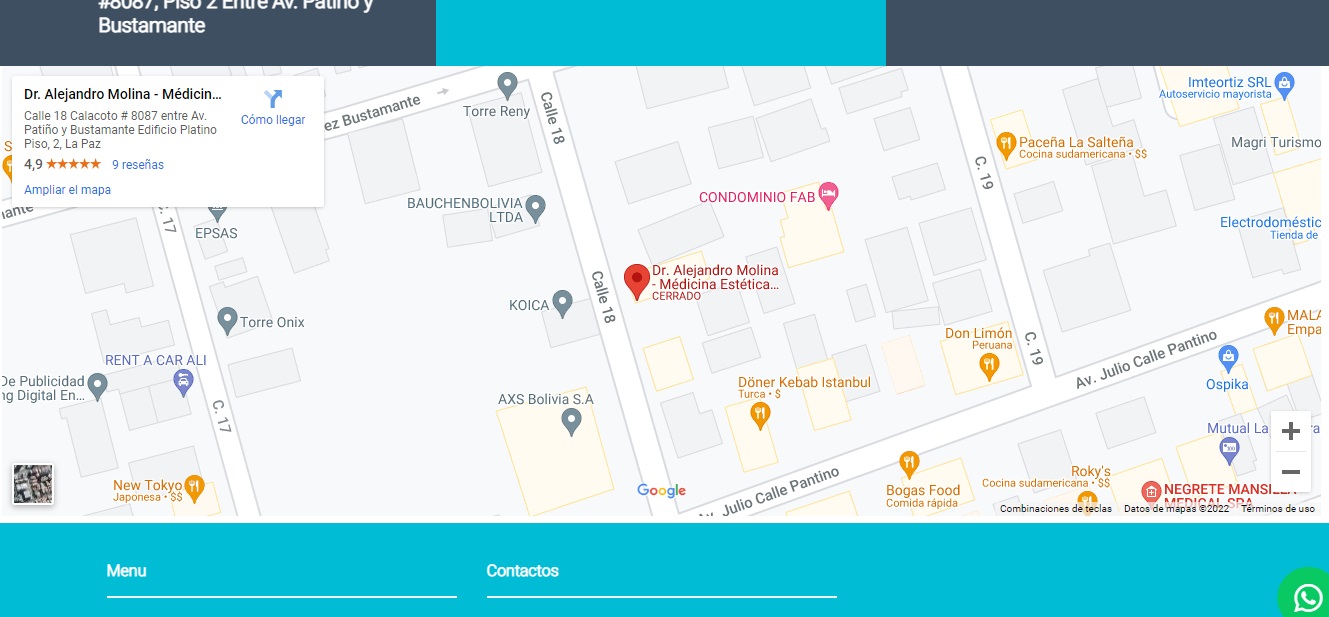 #8087, Piso 2 Entre Av. Patiño y
Bustamante
Dr. Alejandro Molina - Médicin...
Calle 18 Calacoto # 8087 entre Av.
Patiño y Bustamante Edificio Platino
Piso, 2, La Paz
4,9
9 reseñas
Ampliar el mapa
Cómo llegar
ez Bustamante
Torre Reny
Calle 18
Imteortiz SRL
Autoservicio mayorista
Paceña La Salteña
Cocina sudamericana • $$
Magri Turismo
C. 19
CONDOMINIO FAB
BAUCHENBOLIVIA
LTDA
C. 17
EPSAS
Electrodoméstic
Tienda de
Dr. Alejandro Molina
- Médicina Estética...
CERRADO
KOICA
Calle 18
Torre Onix
Don Limón
Peruana
C. 19
MALA
Empa
Av. Julio Calle Pantino
RENT A CAR ALI
De Publicidad
ng Digital En...
Döner Kebab Istanbul
Turca • $
Ospika
AXS Bolivia S.A
C. 17
Mutual La
New Tokyo
Japonesa • $$
Google
Av. Julio Calle Pantino
Bogas Food
Comida rápida
Roky's
Cocina sudamericana • $$
NEGRETE MANSILLA
MEDICAL SPA
Combinaciones de teclas
Datos de mapas ©2022
Términos de uso
Menu
Contactos